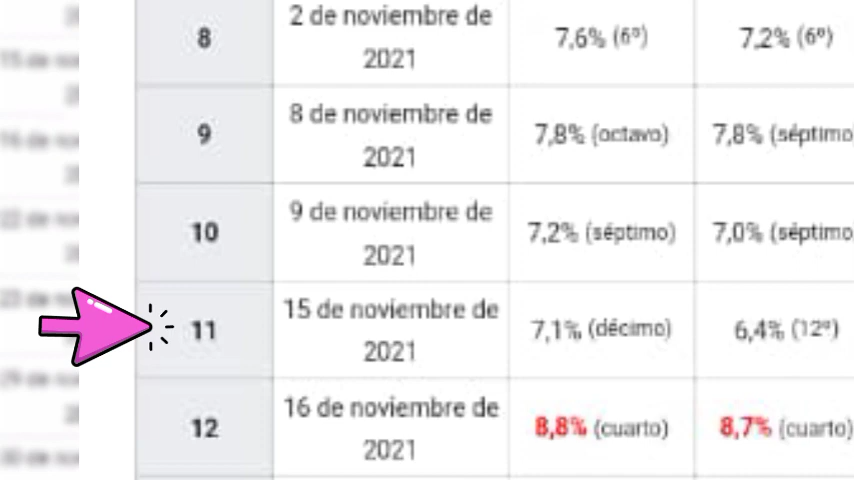 8
2 de noviembre de
2021
7,6% (6º)
7,2% (6º)
9
8 de noviembre de
2021
7,8% (octavo)
7,8% (séptimo
10
9 de noviembre de
2021
7,2% (séptimo)
7,0% (séptimo
11
15 de noviembre de
2021
7,1% (décimo)
6,4% (12º)
12
16 de noviembre de
2021
8,8% (cuarto)
8,7% (cuarto)